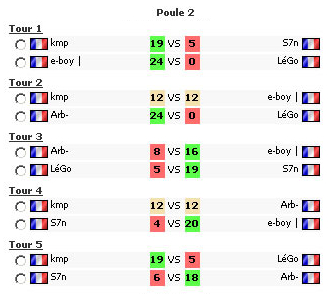 Poule 2
Tour 1
kmp 19 VS 5 S7n
e-boy | 24 VS 0 LéGo
Tour 2
kmp 12 VS 12 e-boy |
Arb- 24 VS 0 LéGo
Tour 3
Arb- 8 VS 16 e-boy |
LéGo 5 VS 19 S7n
Tour 4
kmp 12 VS 12 Arb-
S7n 4 VS 20 e-boy |
Tour 5
kmp 19 VS 5 LéGo
S7n 6 VS 18 Arb-